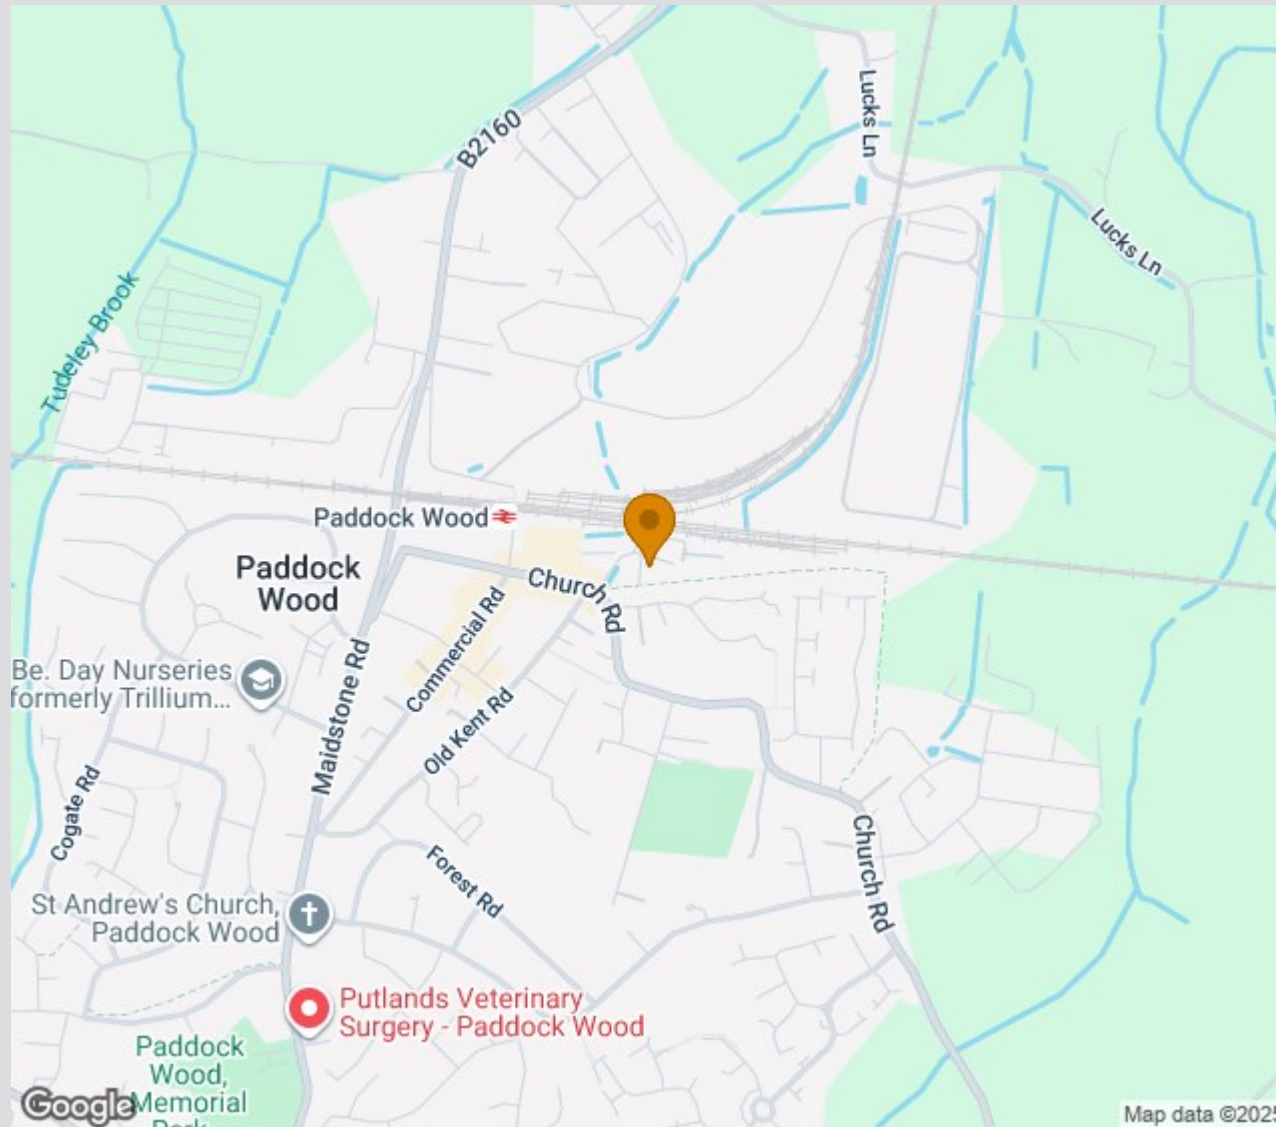 B2160
Lucks Ln
Lucks Ln
Tudeley Brook
Paddock Wood
Paddock
Wood
Church Rd
Commercial Rd
Be. Day Nurseries
formerly Trillium...
Maidstone Rd
Old Kent Rd
Cogate Rd
Forest Rd
Church Rd
St Andrew's Church,
Paddock Wood
Putlands Veterinary
Surgery - Paddock Wood
Paddock
Wood,
Memorial
Park
Google
Map data ©2025